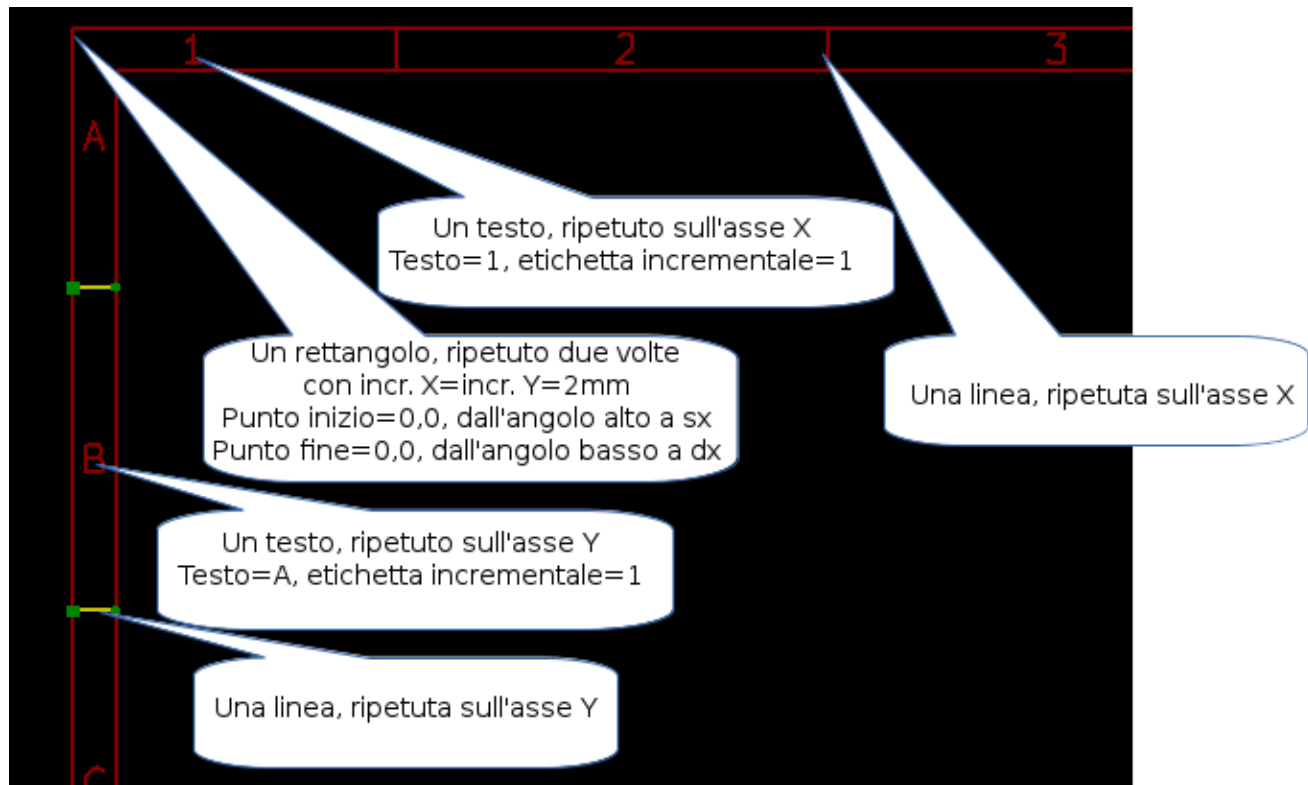 1
2
3
A
Un testo, ripetuto sull'asse X
Testo=1, etichetta incrementale=1
Un rettangolo, ripetuto due volte
con incr. X=incr. Y=2mm
Punto inizio=0,0, dall'angolo alto a sx
Punto fine=0,0, dall'angolo basso a dx
Una linea, ripetuta sull'asse X
B
Un testo, ripetuto sull'asse Y
Testo=A, etichetta incrementale=1
Una linea, ripetuta sull'asse Y
C